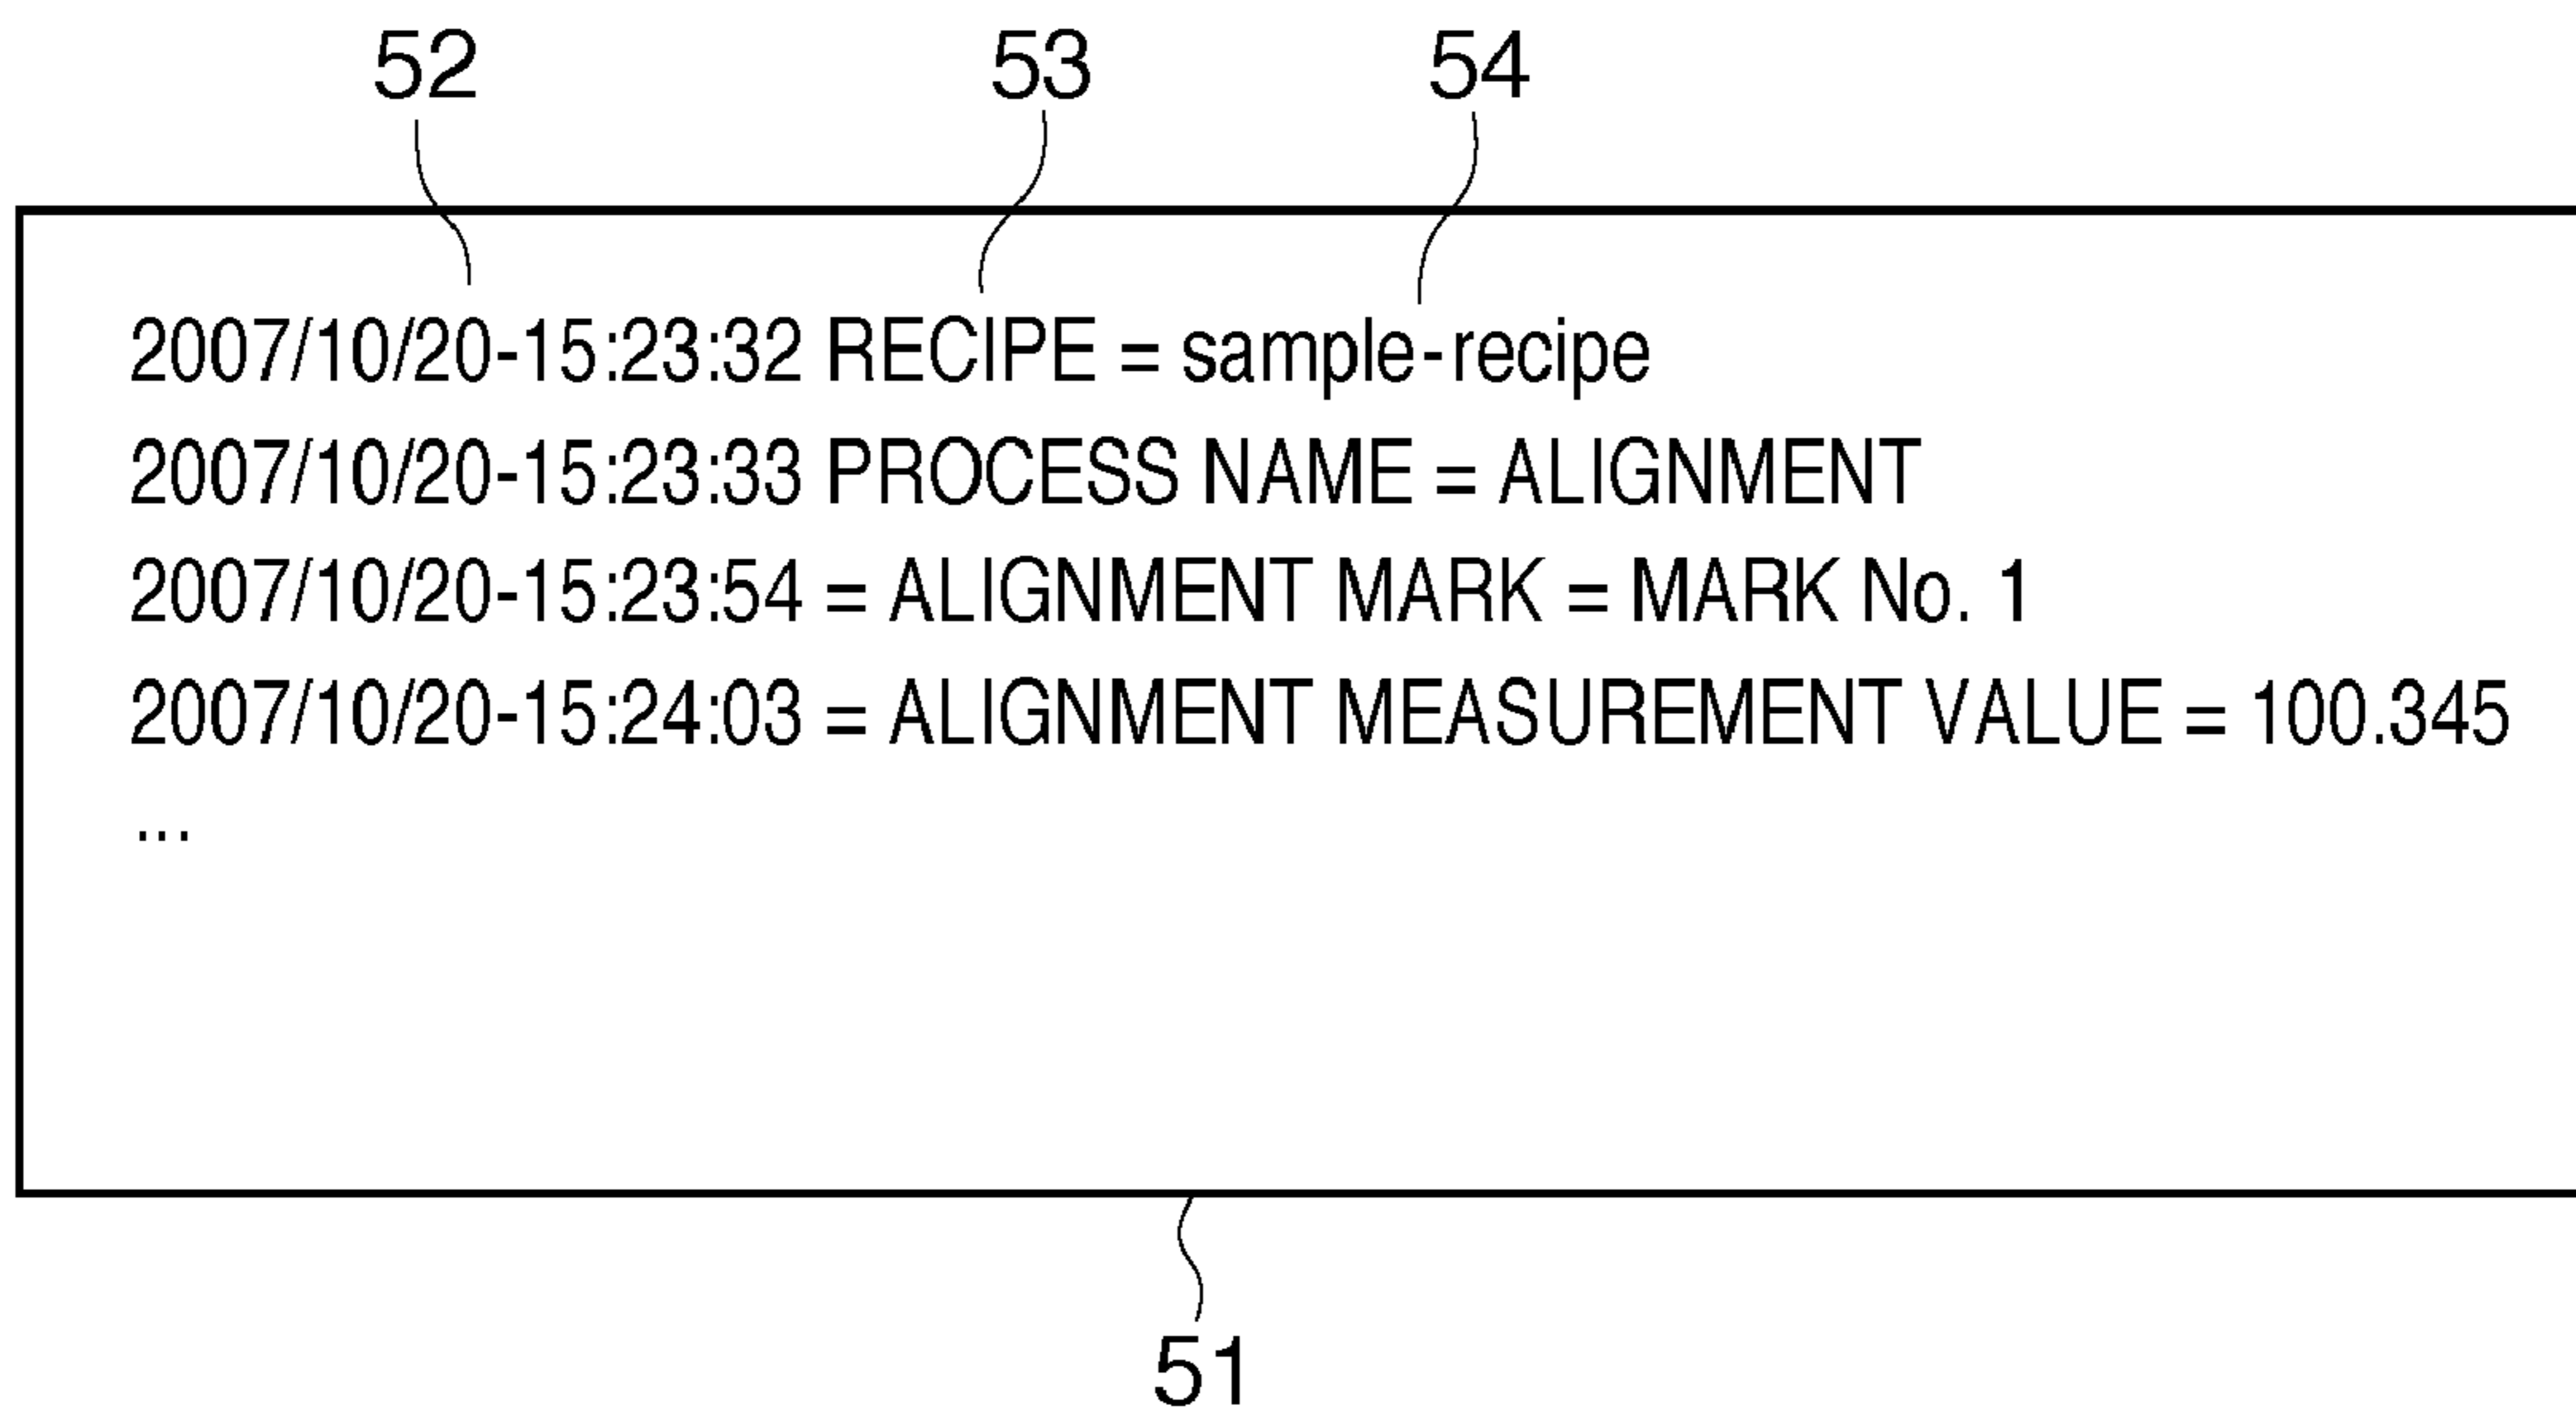 52 53 54
2007/10/20-15:23:32 RECIPE = sample-recipe
2007/10/20-15:23:33 PROCESS NAME = ALIGNMENT
2007/10/20-15:23:54 = ALIGNMENT MARK = MARK No. 1
2007/10/20-15:24:03 = ALIGNMENT MEASUREMENT VALUE = 100.345
...
51